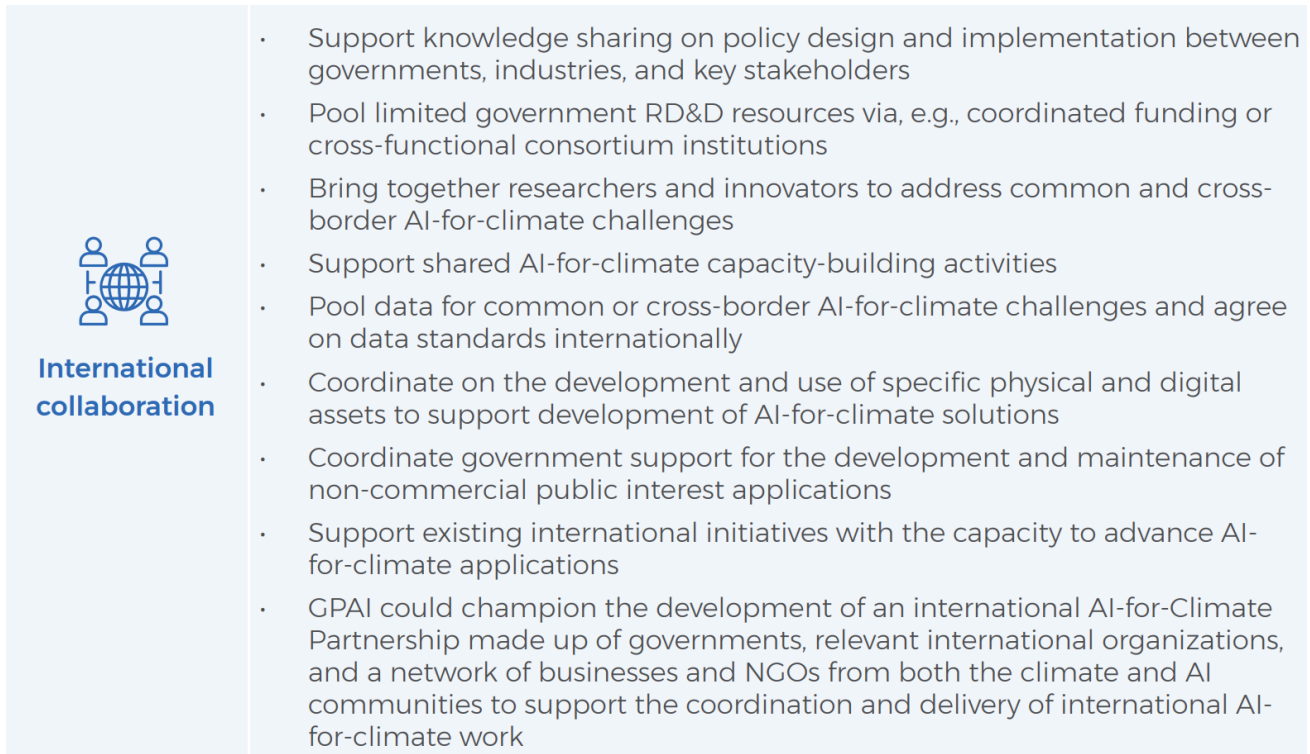 International
collaboration
· Support knowledge sharing on policy design and implementation between
governments, industries, and key stakeholders
· Pool limited government RD&D resources via, e.g., coordinated funding or
cross-functional consortium institutions
· Bring together researchers and innovators to address common and cross-
border AI-for-climate challenges
· Support shared AI-for-climate capacity-building activities
· Pool data for common or cross-border AI-for-climate challenges and agree
on data standards internationally
· Coordinate on the development and use of specific physical and digital
assets to support development of AI-for-climate solutions
· Coordinate government support for the development and maintenance of
non-commercial public interest applications
· Support existing international initiatives with the capacity to advance AI-
for-climate applications
· GPAI could champion the development of an international AI-for-Climate
Partnership made up of governments, relevant international organizations,
and a network of businesses and NGOs from both the climate and AI
communities to support the coordination and delivery of international AI-
for-climate work